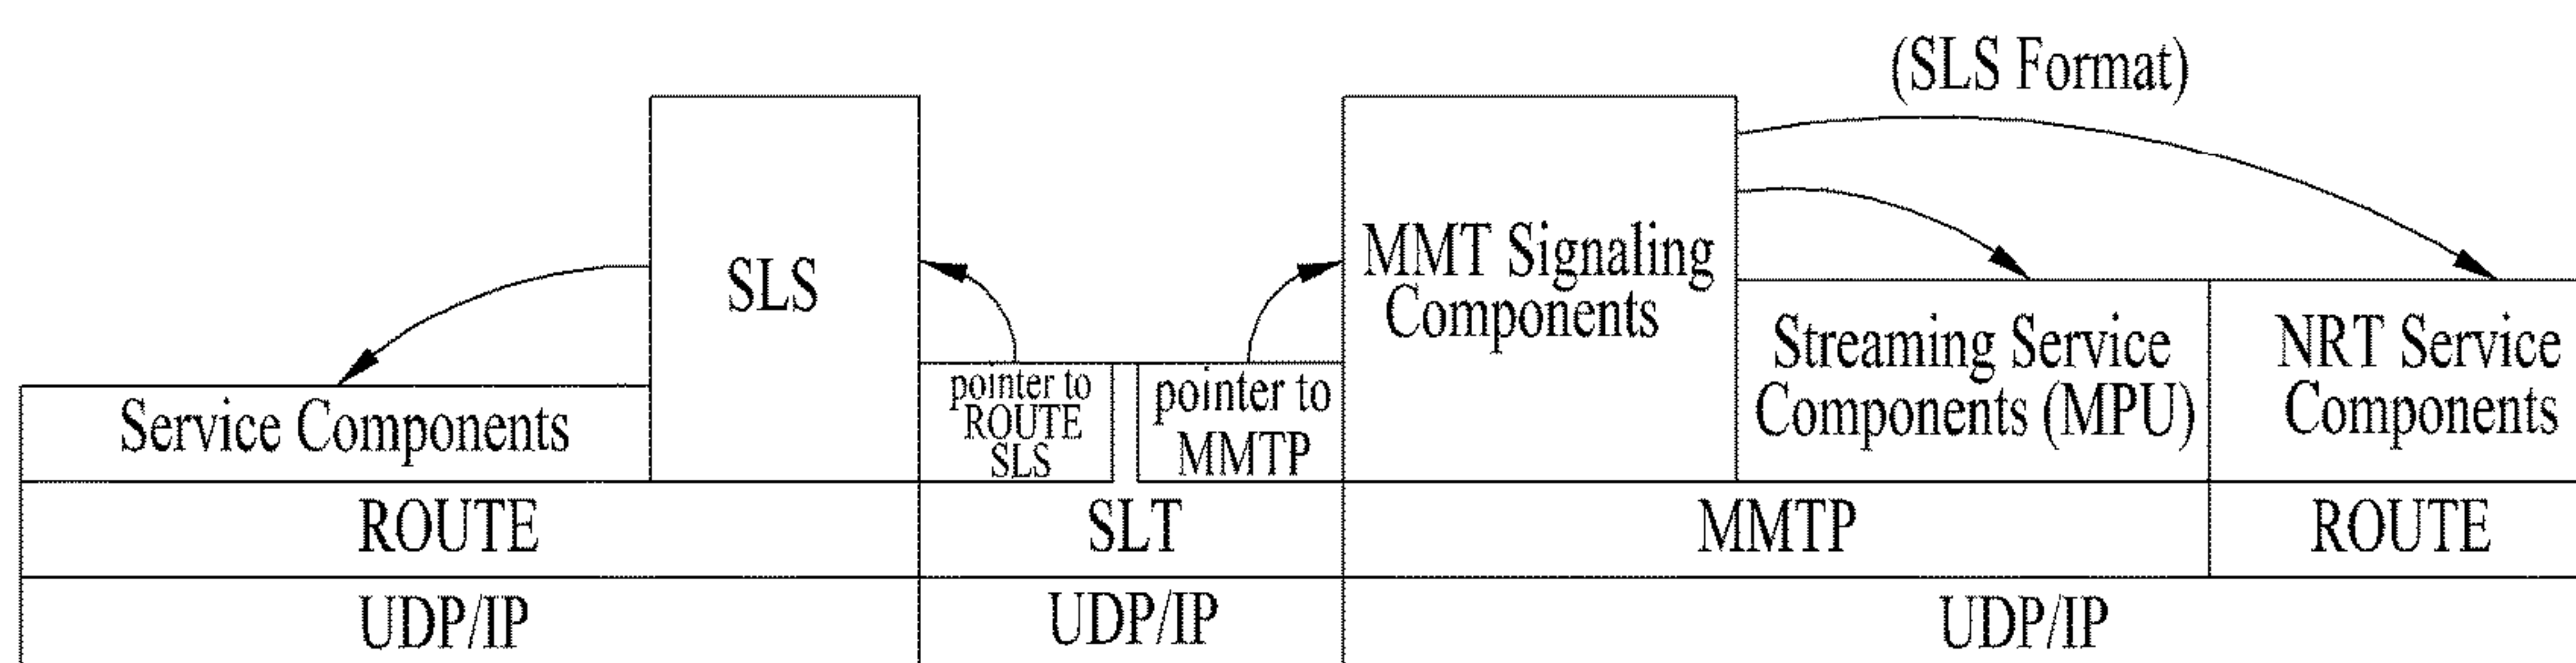 (SLS Format)
SLS
MMT Signaling
Components
Service Components
pointer to
ROUTE
SLS
pointer to
MMTP
Streaming Service
Components (MPU)
NRT Service
Components
ROUTE
SLT
MMTP
ROUTE
UDP/IP
UDP/IP
UDP/IP